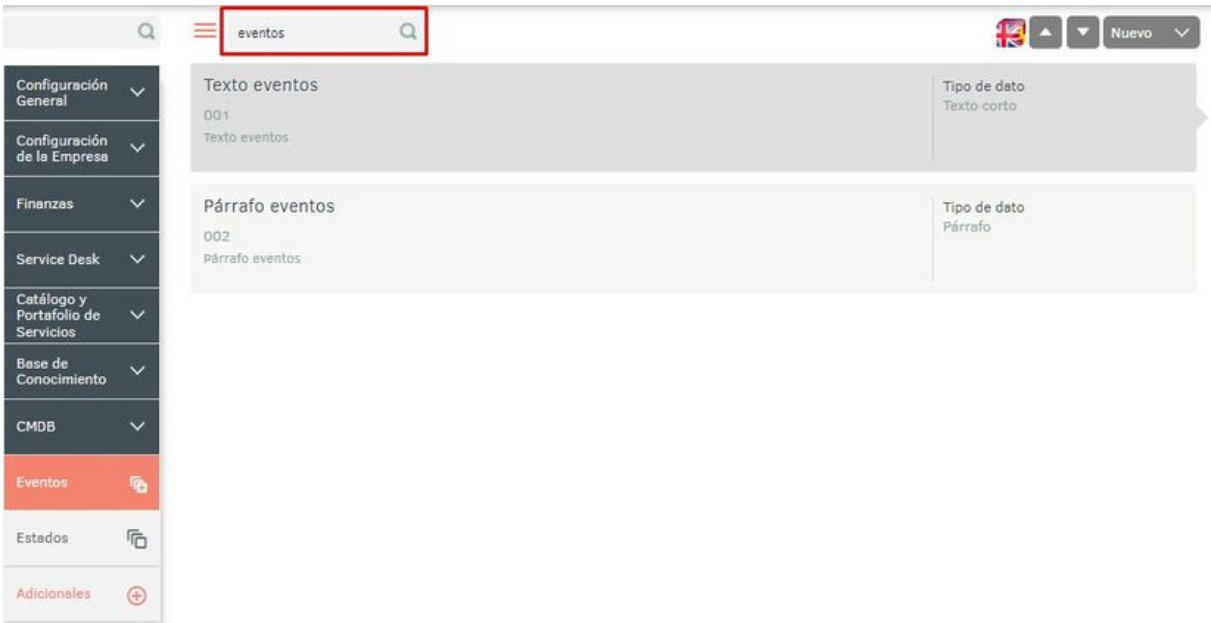 eventos
Nuevo
Configuración
General
Configuración
de la Empresa
Finanzas
Service Desk
Catálogo y
Portafolio de
Servicios
Base de
Conocimiento
CMDB
Eventos
Estados
Adicionales
Texto eventos
001
Texto eventos
Tipo de dato
Texto corto
Párrafo eventos
002
Párrafo eventos
Tipo de dato
Párrafo